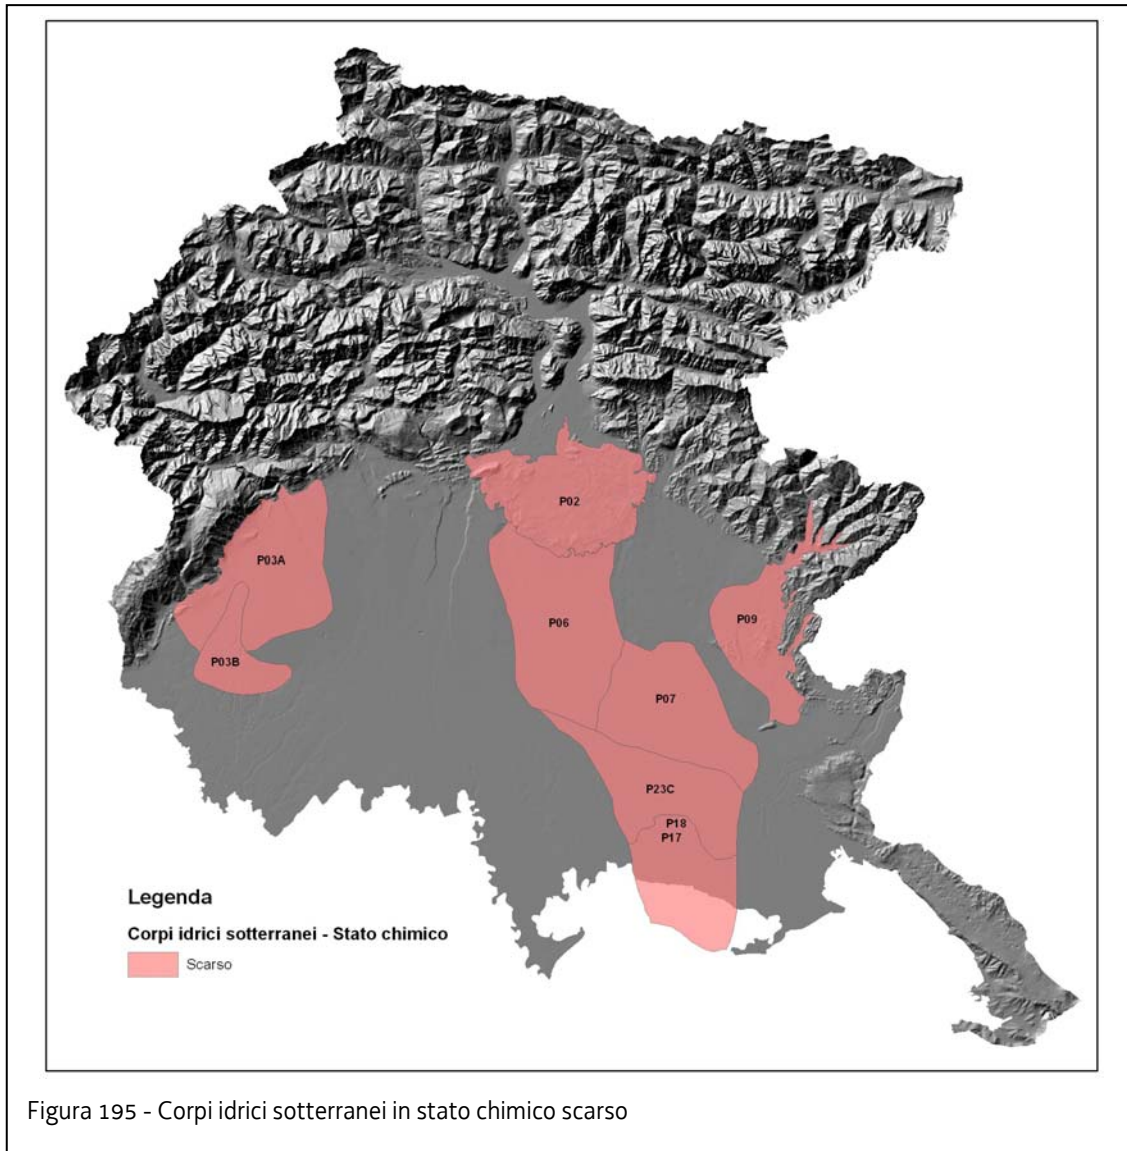 P02
P03A
P06
P09
P03B
P07
P23C
P18
P17
Legenda
Corpi idrici sotterranei - Stato chimico
Scarso
Figura 195 - Corpi idrici sotterranei in stato chimico scarso